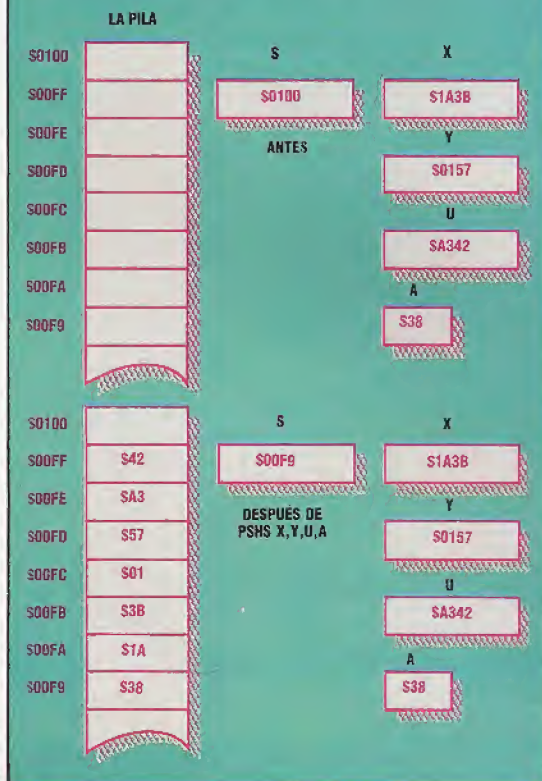 LA PILA
$0100 S X
$00FF $0100 $1A3B
$00FE ANTES Y
$00FD $0157
$00FC U
$00FB $A342
$00FA A
$00F9 $38
$0100 S X
$00FF $42 $00F9 $1A3B
$00FE $A3 DESPUÉS DE Y
$00FD $57 PSHS X,Y,U,A $0157
$00FC $01 U
$00FB $3B $A342
$00FA $1A A
$00F9 $38 $38